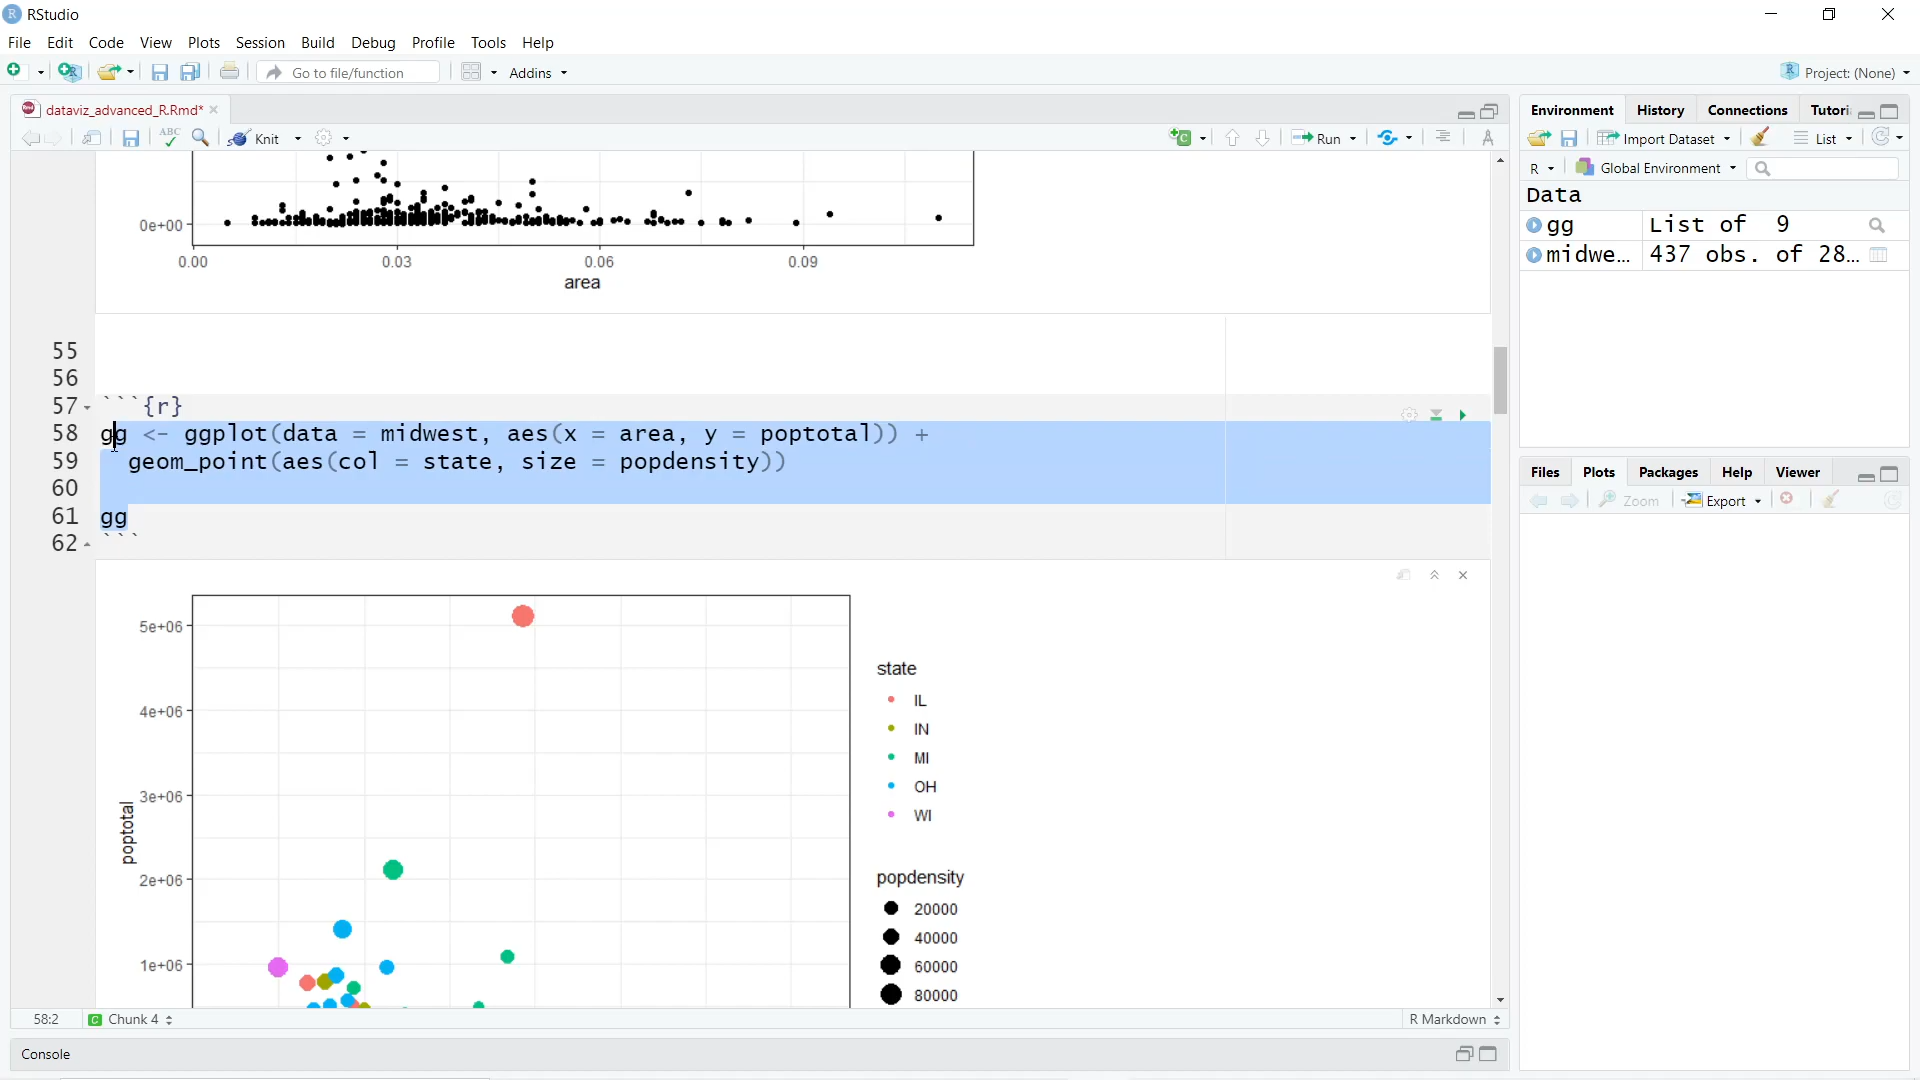 RStudio
File Edit Code View Plots Session Build Debug Profile Tools Help
Go to file/function Addins Project: (None)
dataviz_advanced_R.Rmd*
ABC Knit Run
0e+00
0.00 0.03 0.06 0.09
area
55
56
57 ```{r}
58 gg <- ggplot(data = midwest, aes(x = area, y = poptotal)) +
59 geom_point(aes(col = state, size = popdensity))
60
61 gg
62 ```
5e+06
4e+06
3e+06
2e+06
1e+06
poptotal
state
IL
IN
MI
OH
WI
popdensity
20000
40000
60000
80000
58:2 Chunk 4 R Markdown
Console
Environment History Connections Tutori
Import Dataset List
R Global Environment
Data
gg List of 9
midwe... 437 obs. of 28...
Files Plots Packages Help Viewer
Zoom Export